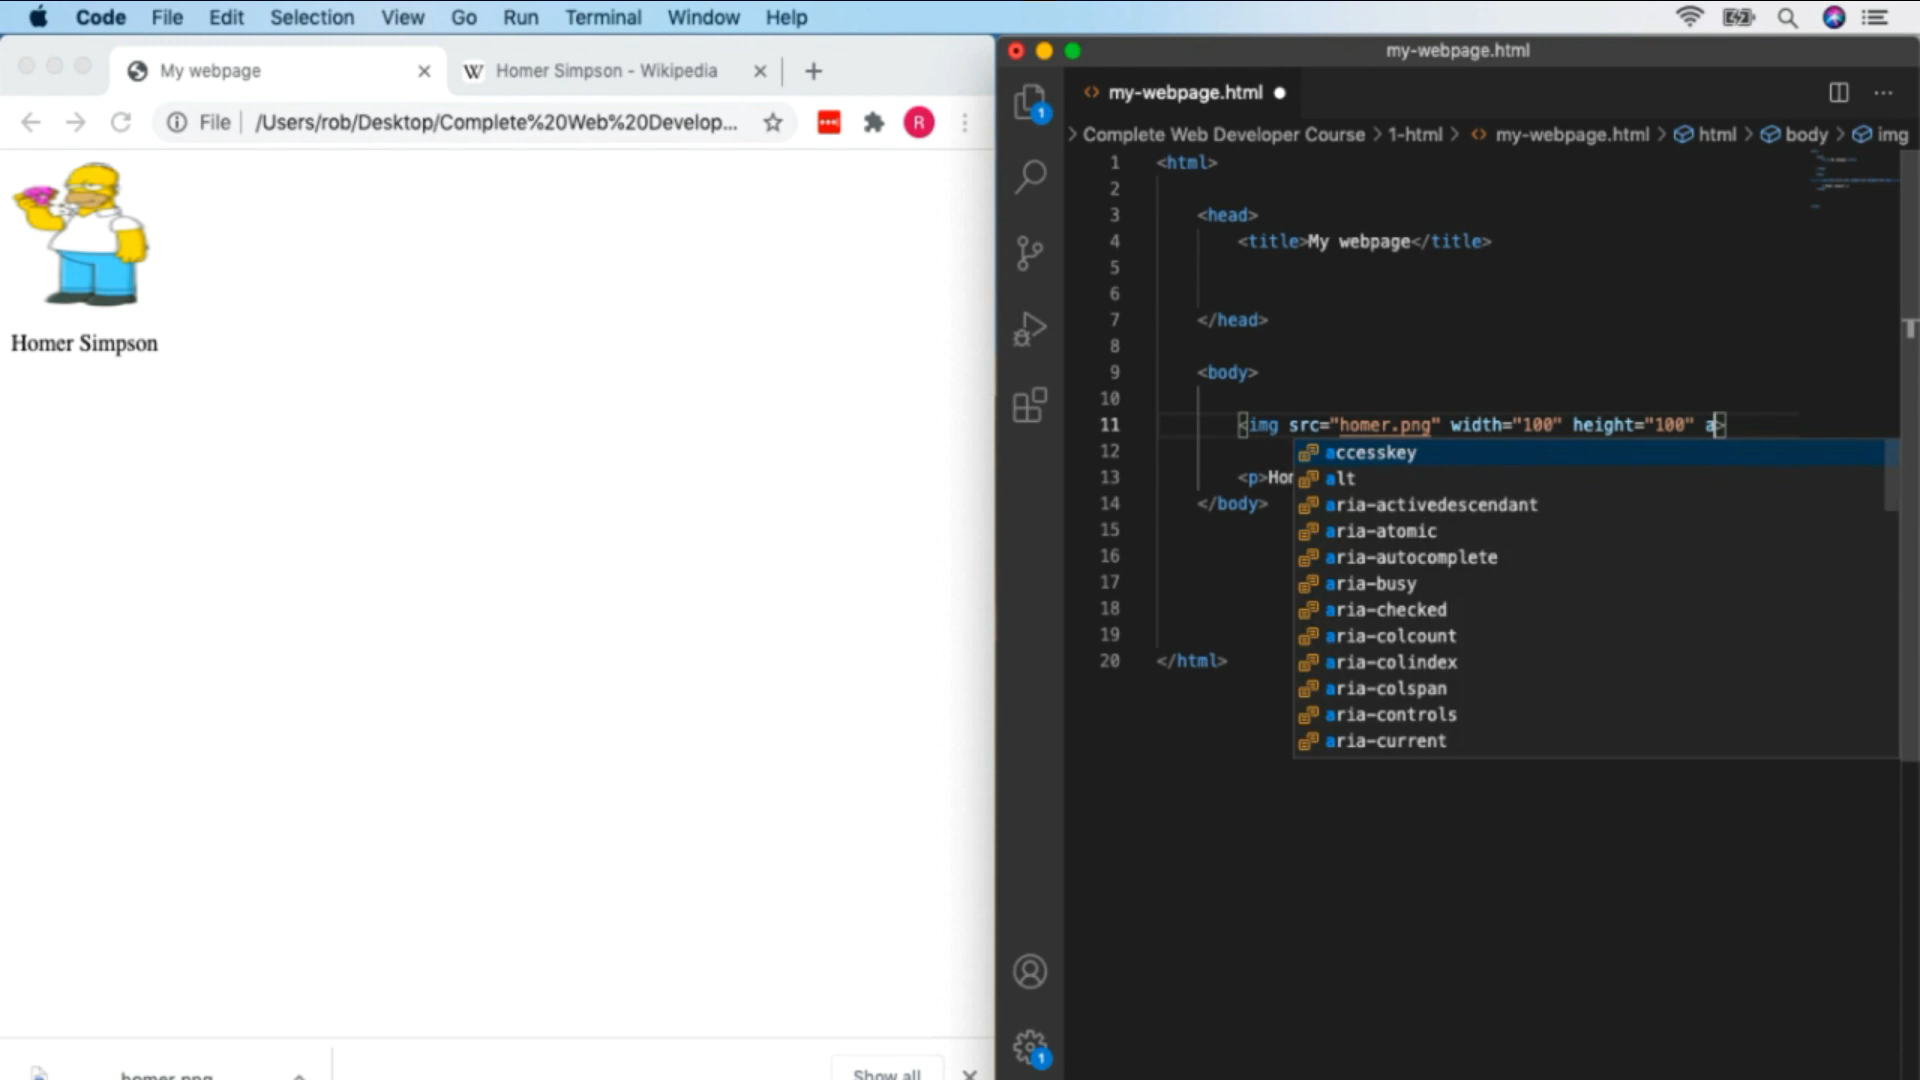 Code File Edit Selection View Go Run Terminal Window Help
My webpage
Homer Simpson - Wikipedia
File /Users/rob/Desktop/Complete%20Web%20Develop...
R
Homer Simpson
homer.png
Show all
my-webpage.html
my-webpage.html
Complete Web Developer Course > 1-html > my-webpage.html > html > body > img
1 <html>
2
3 <head>
4 <title>My webpage</title>
5
6
7 </head>
8
9 <body>
10
11 <img src="homer.png" width="100" height="100" a>
12
13 <p>Hom
14 </body>
15
16
17
18
19
20 </html>
accesskey
alt
aria-activedescendant
aria-atomic
aria-autocomplete
aria-busy
aria-checked
aria-colcount
aria-colindex
aria-colspan
aria-controls
aria-current
1
1